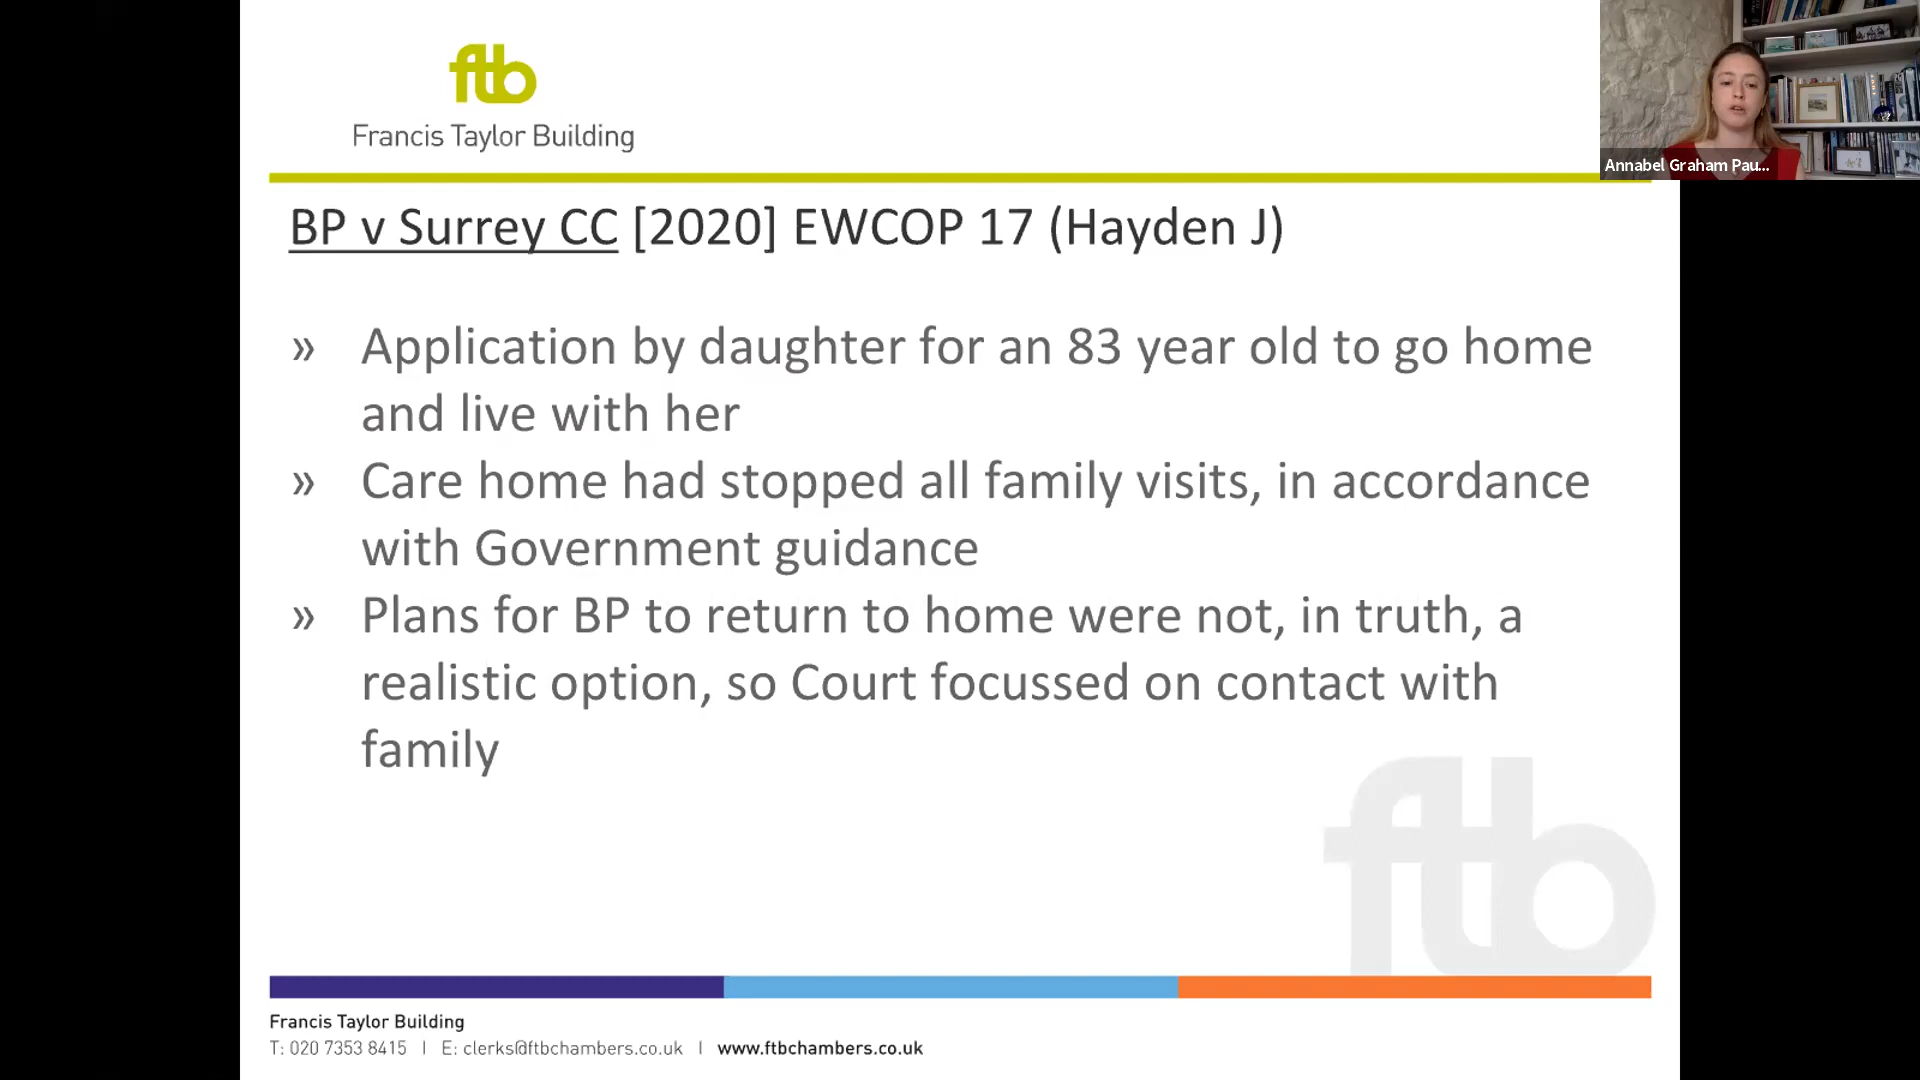 ftb
Francis Taylor Building
Annabel Graham Pau...
BP v Surrey CC [2020] EWCOP 17 (Hayden J)
» Application by daughter for an 83 year old to go home
and live with her
» Care home had stopped all family visits, in accordance
with Government guidance
» Plans for BP to return to home were not, in truth, a
realistic option, so Court focussed on contact with
family
ftb
Francis Taylor Building
T: 020 7353 8415 | E: clerks@ftbchambers.co.uk | www.ftbchambers.co.uk